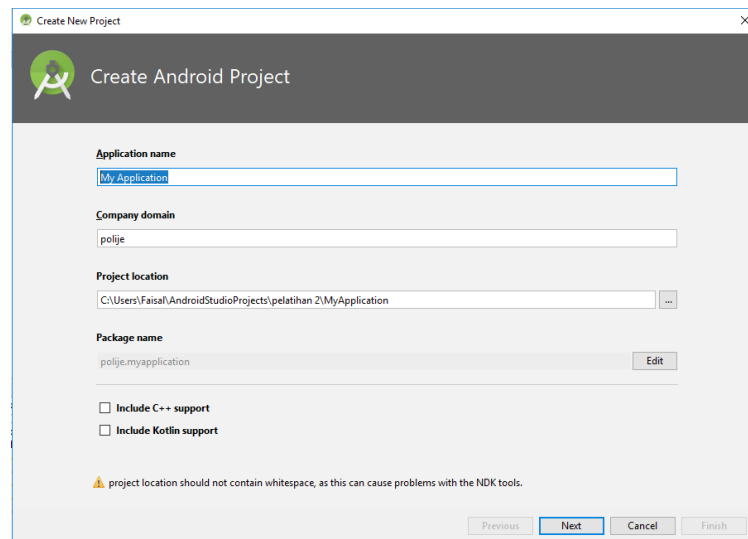 Create New Project
Create Android Project
Application name
My Application
Company domain
polije
Project location
C:\Users\Faisal\AndroidStudioProjects\pelatihan 2\MyApplication
...
Package name
polije.myapplication
Edit
Include C++ support
Include Kotlin support
project location should not contain whitespace, as this can cause problems with the NDK tools.
Previous
Next
Cancel
Finish